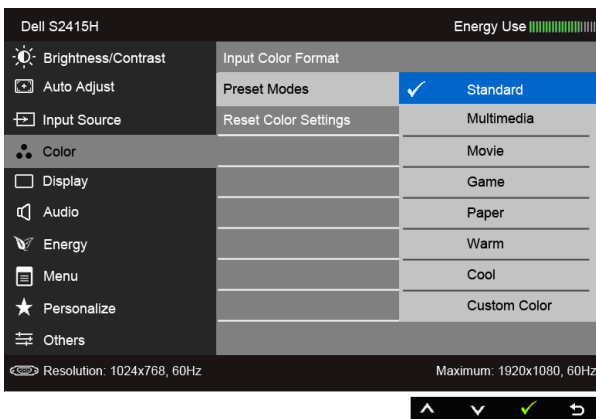 Dell S2415H Energy Use
Brightness/Contrast Input Color Format
Auto Adjust Preset Modes Standard
Input Source Reset Color Settings Multimedia
Color Movie
Display Game
Audio Paper
Energy Warm
Menu Cool
Personalize Custom Color
Others
Resolution: 1024x768, 60Hz Maximum: 1920x1080, 60Hz